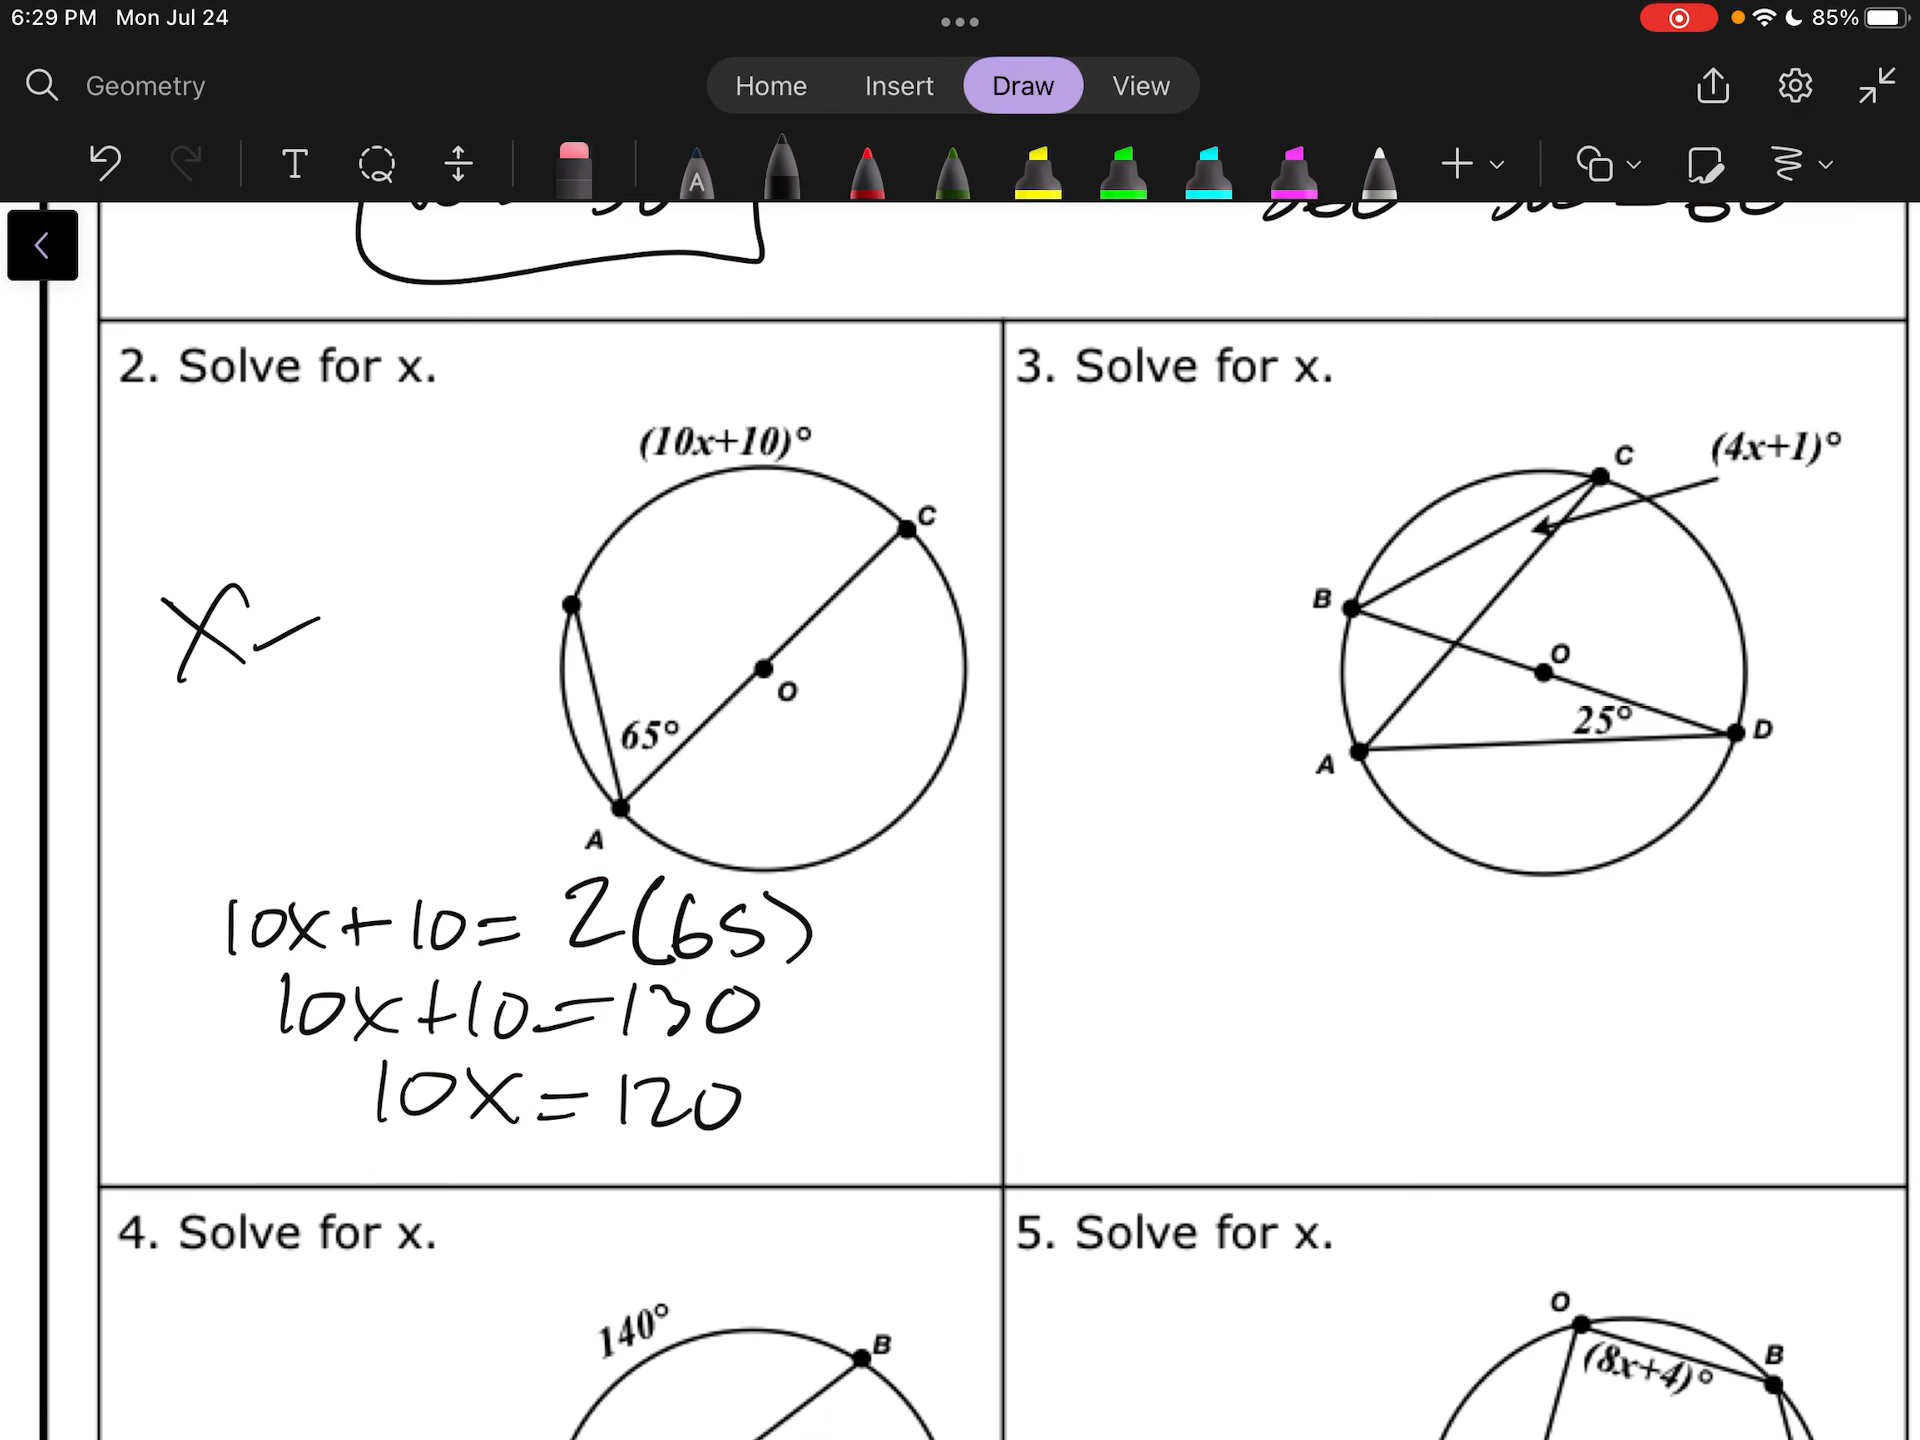 6:29 PM Mon Jul 24
85%
Geometry
Home Insert Draw View
T
A
2. Solve for x.
(10x+10)°
C
O
65°
A
x-
10x+10=2(65)
10x+10=130
10x=120
3. Solve for x.
C
(4x+1)°
B
O
25°
D
A
4. Solve for x.
140°
B
5. Solve for x.
O
B
(8x+4)°